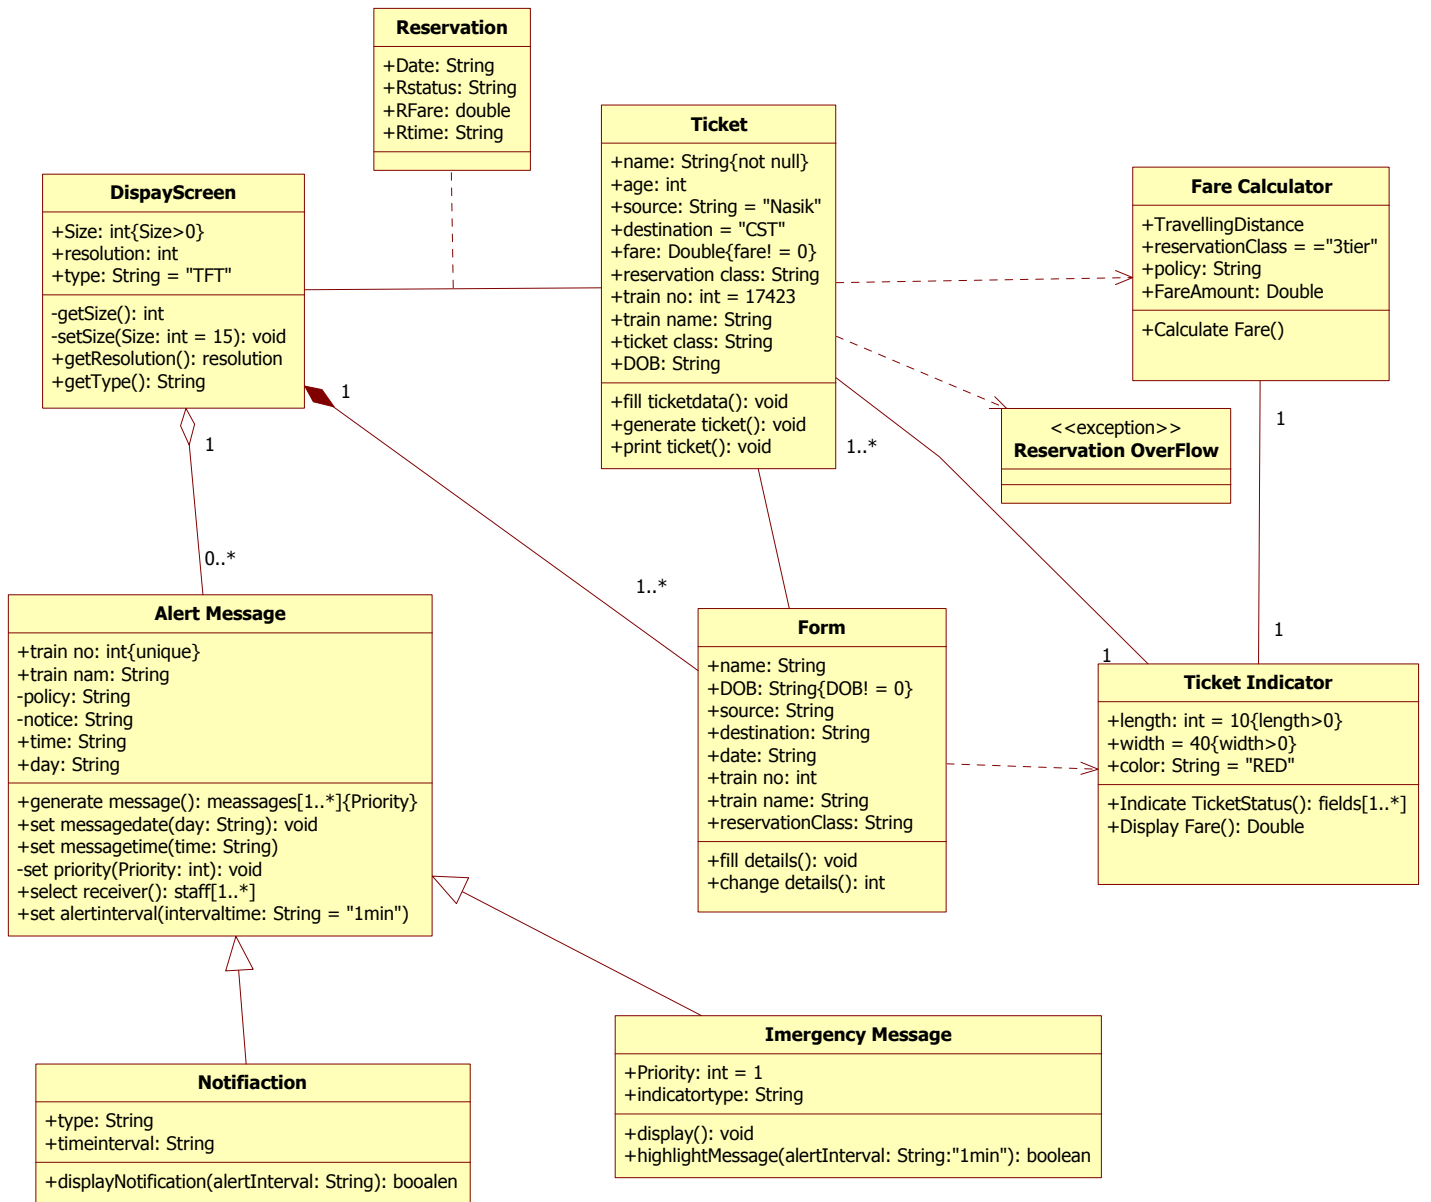 Reservation
+Date: String
+Rstatus: String
+RFare: double
+Rtime: String
Ticket
+name: String{not null}
+age: int
+source: String = "Nasik"
+destination = "CST"
+fare: Double{fare! = 0}
+reservation class: String
+train no: int = 17423
+train name: String
+ticket class: String
+DOB: String
+fill ticketdata(): void
+generate ticket(): void
+print ticket(): void
DispayScreen
+Size: int{Size>0}
+resolution: int
+type: String = "TFT"
-getSize(): int
-setSize(Size: int = 15): void
+getResolution(): resolution
+getType(): String
Fare Calculator
+TravellingDistance
+reservationClass = ="3tier"
+policy: String
+FareAmount: Double
+Calculate Fare()
<<exception>>
Reservation OverFlow
1
1
1..*
1
0..*
1..*
1
1
Alert Message
+train no: int{unique}
+train nam: String
-policy: String
-notice: String
+time: String
+day: String
+generate message(): meassages[1..*]{Priority}
+set messagedate(day: String): void
+set messagetime(time: String)
-set priority(Priority: int): void
+select receiver(): staff[1..*]
+set alertinterval(intervaltime: String = "1min")
Form
+name: String
+DOB: String{DOB! = 0}
+source: String
+destination: String
+date: String
+train no: int
+train name: String
+reservationClass: String
+fill details(): void
+change details(): int
Ticket Indicator
+length: int = 10{length>0}
+width = 40{width>0}
+color: String = "RED"
+Indicate TicketStatus(): fields[1..*]
+Display Fare(): Double
Notifiaction
+type: String
+timeinterval: String
+displayNotification(alertInterval: String): booalen
Imergency Message
+Priority: int = 1
+indicatortype: String
+display(): void
+highlightMessage(alertInterval: String:"1min"): boolean